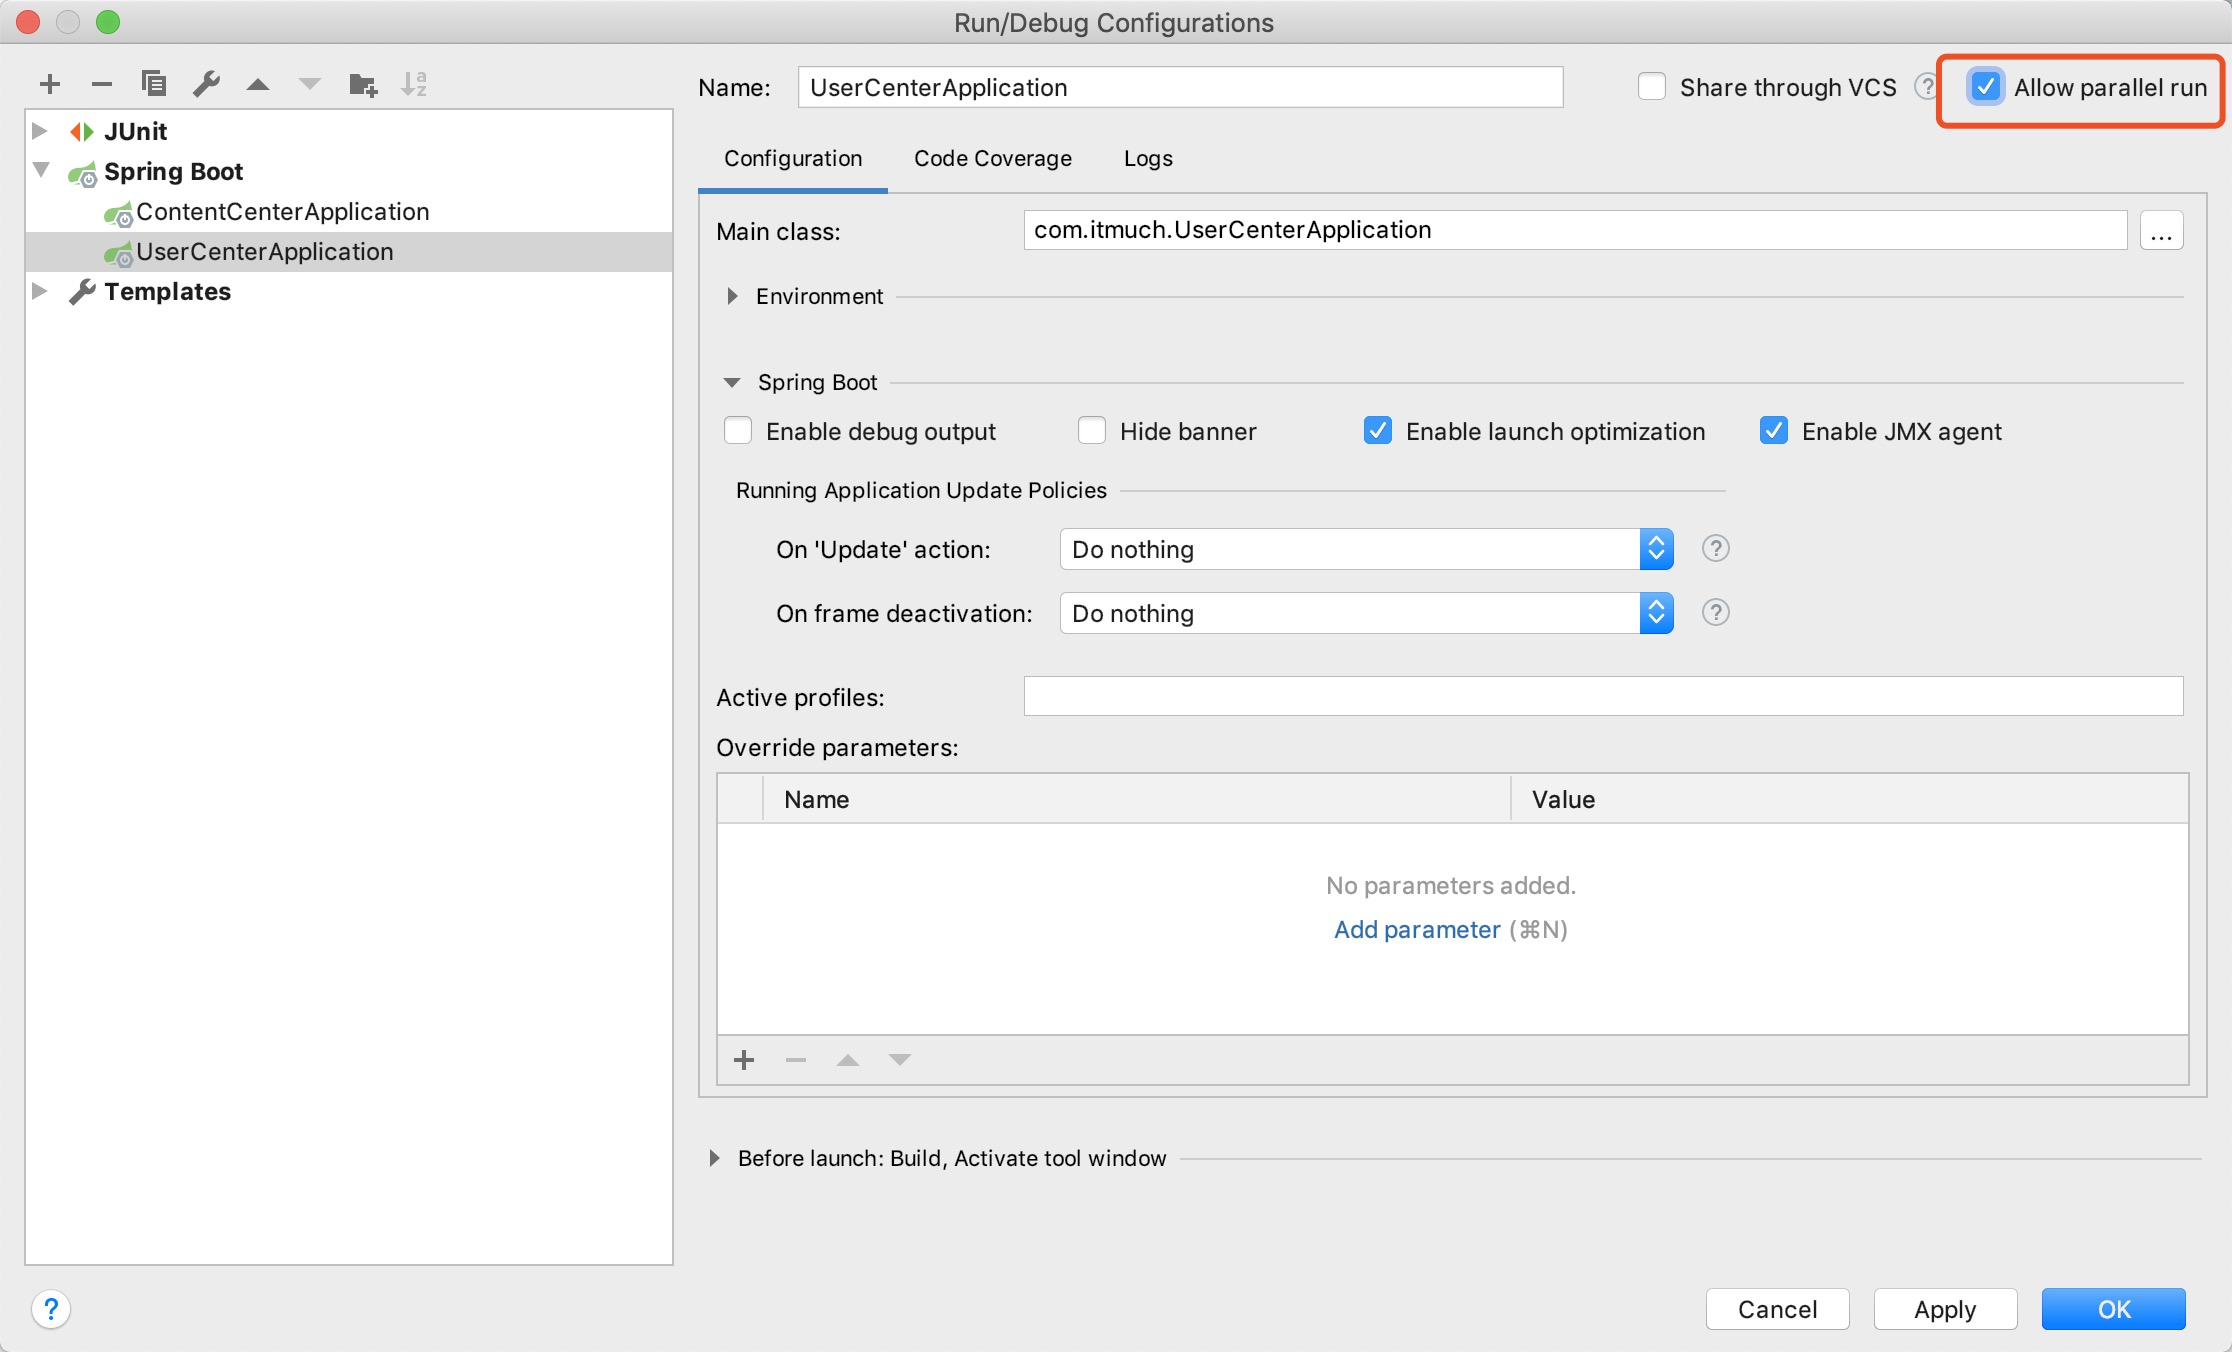 Run/Debug Configurations
Name: UserCenterApplication Share through VCS ? Allow parallel run
JUnit
Spring Boot
ContentCenterApplication
UserCenterApplication
Templates
Configuration Code Coverage Logs
Main class: com.itmuch.UserCenterApplication ...
Environment
Spring Boot
Enable debug output Hide banner Enable launch optimization Enable JMX agent
Running Application Update Policies
On 'Update' action: Do nothing ?
On frame deactivation: Do nothing ?
Active profiles:
Override parameters:
Name Value
No parameters added.
Add parameter (⌘N)
Before launch: Build, Activate tool window
? Cancel Apply OK